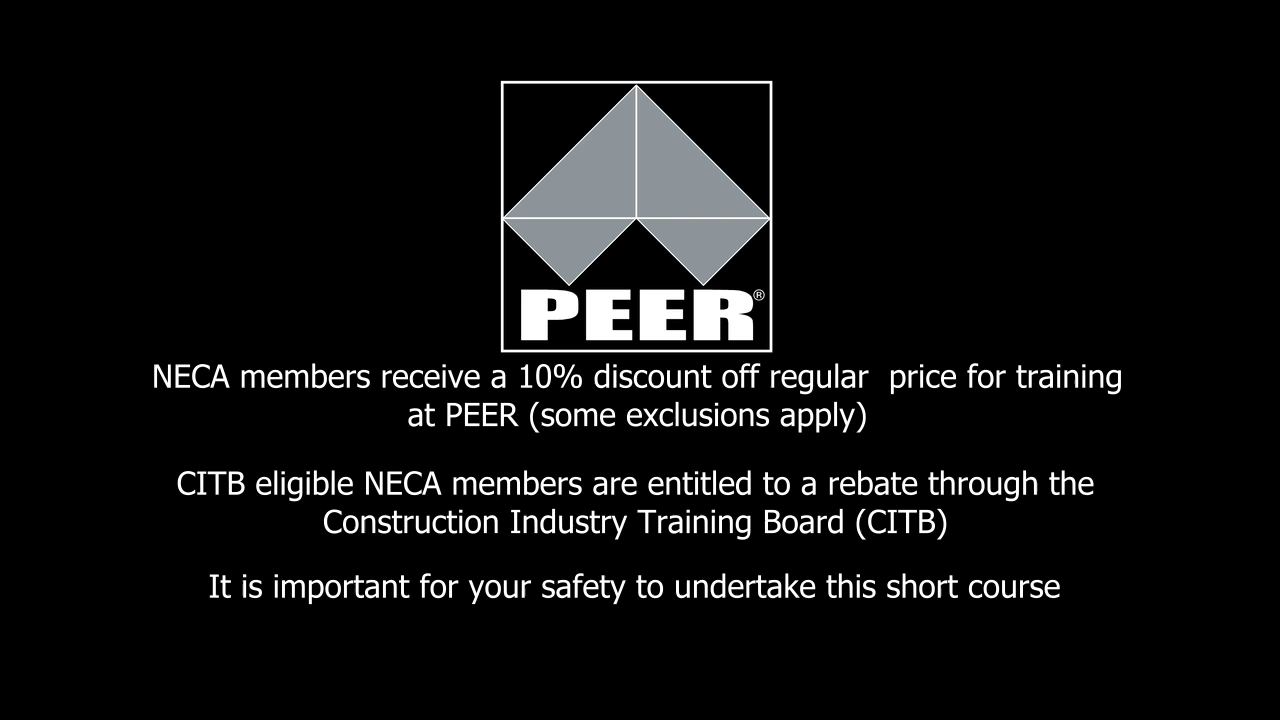 PEER®
NECA members receive a 10% discount off regular  price for training
at PEER (some exclusions apply)
CITB eligible NECA members are entitled to a rebate through the
Construction Industry Training Board (CITB)
It is important for your safety to undertake this short course